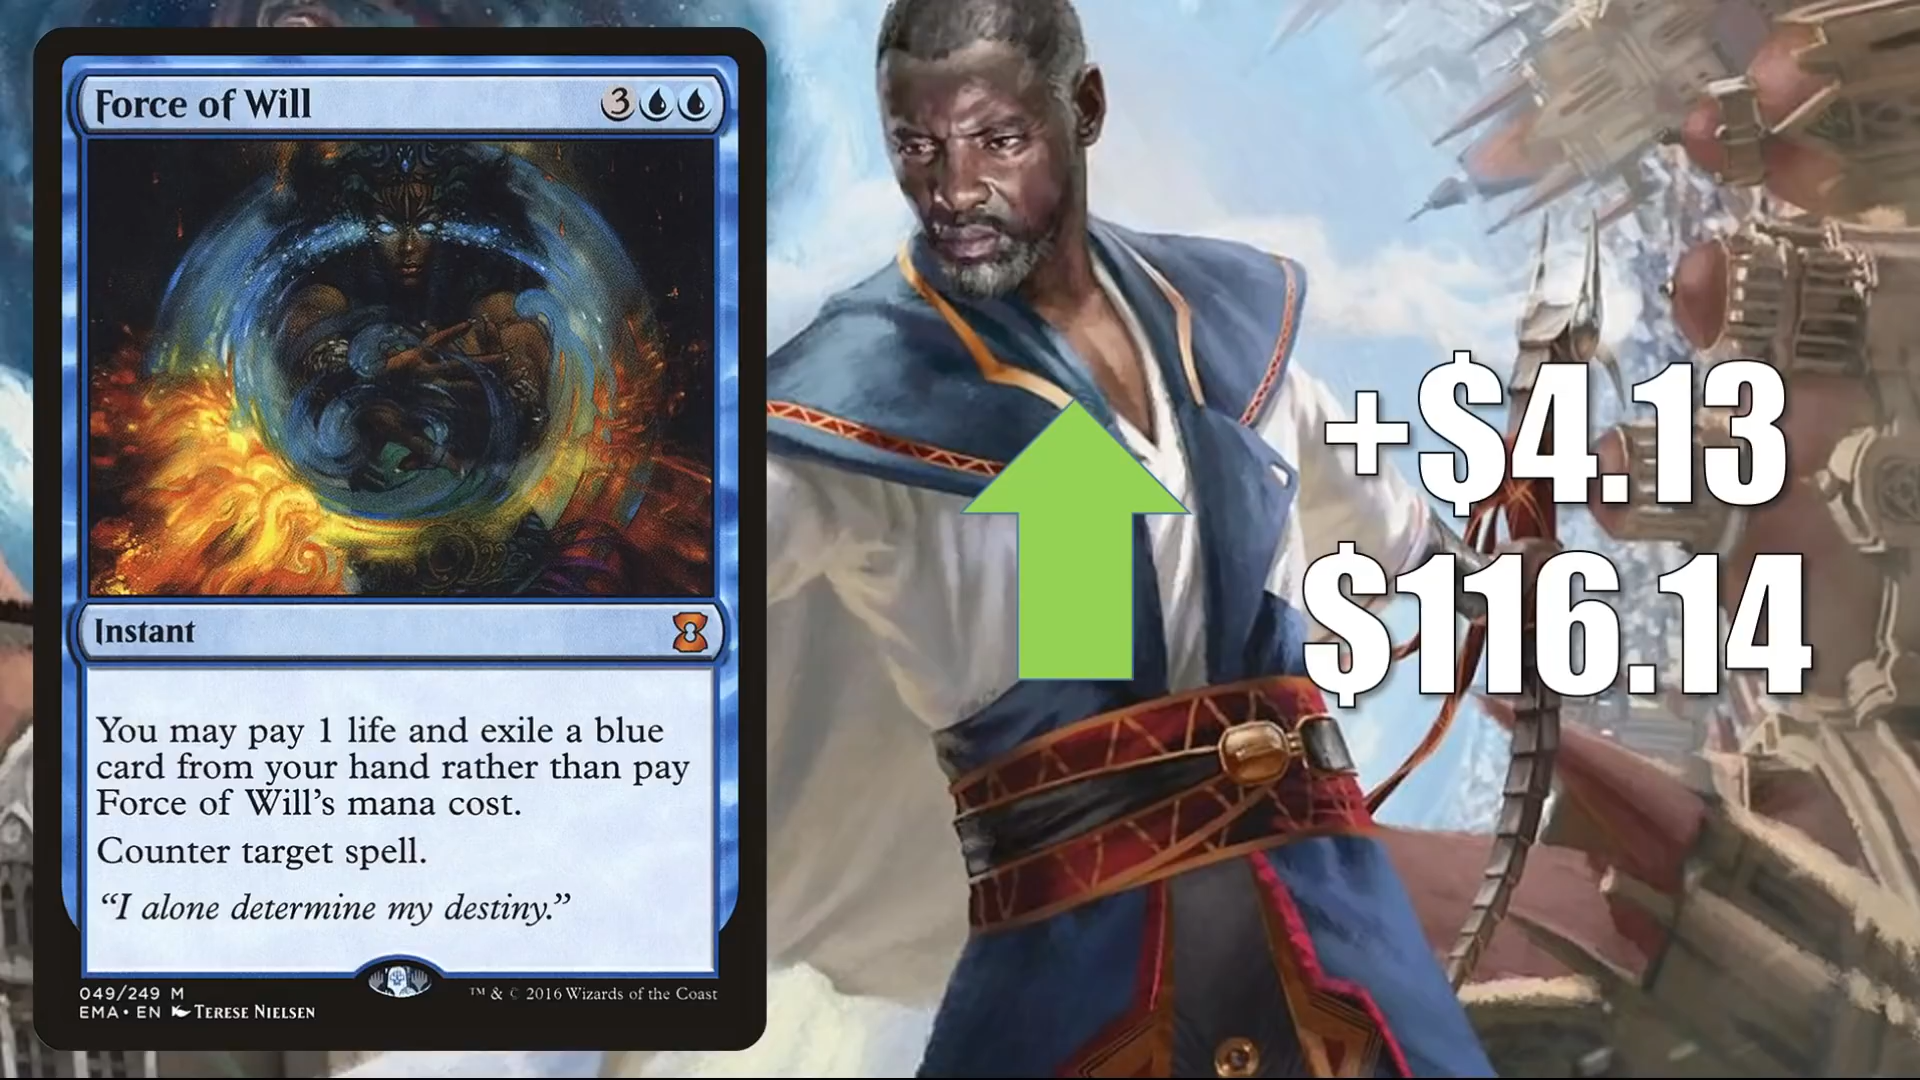 Force of Will 3
Instant
You may pay 1 life and exile a blue
card from your hand rather than pay
Force of Will's mana cost.
Counter target spell.
“I alone determine my destiny.”
049/249 M
EMA • EN TERESE NIELSEN
™ & © 2016 Wizards of the Coast
+$4.13
$116.14